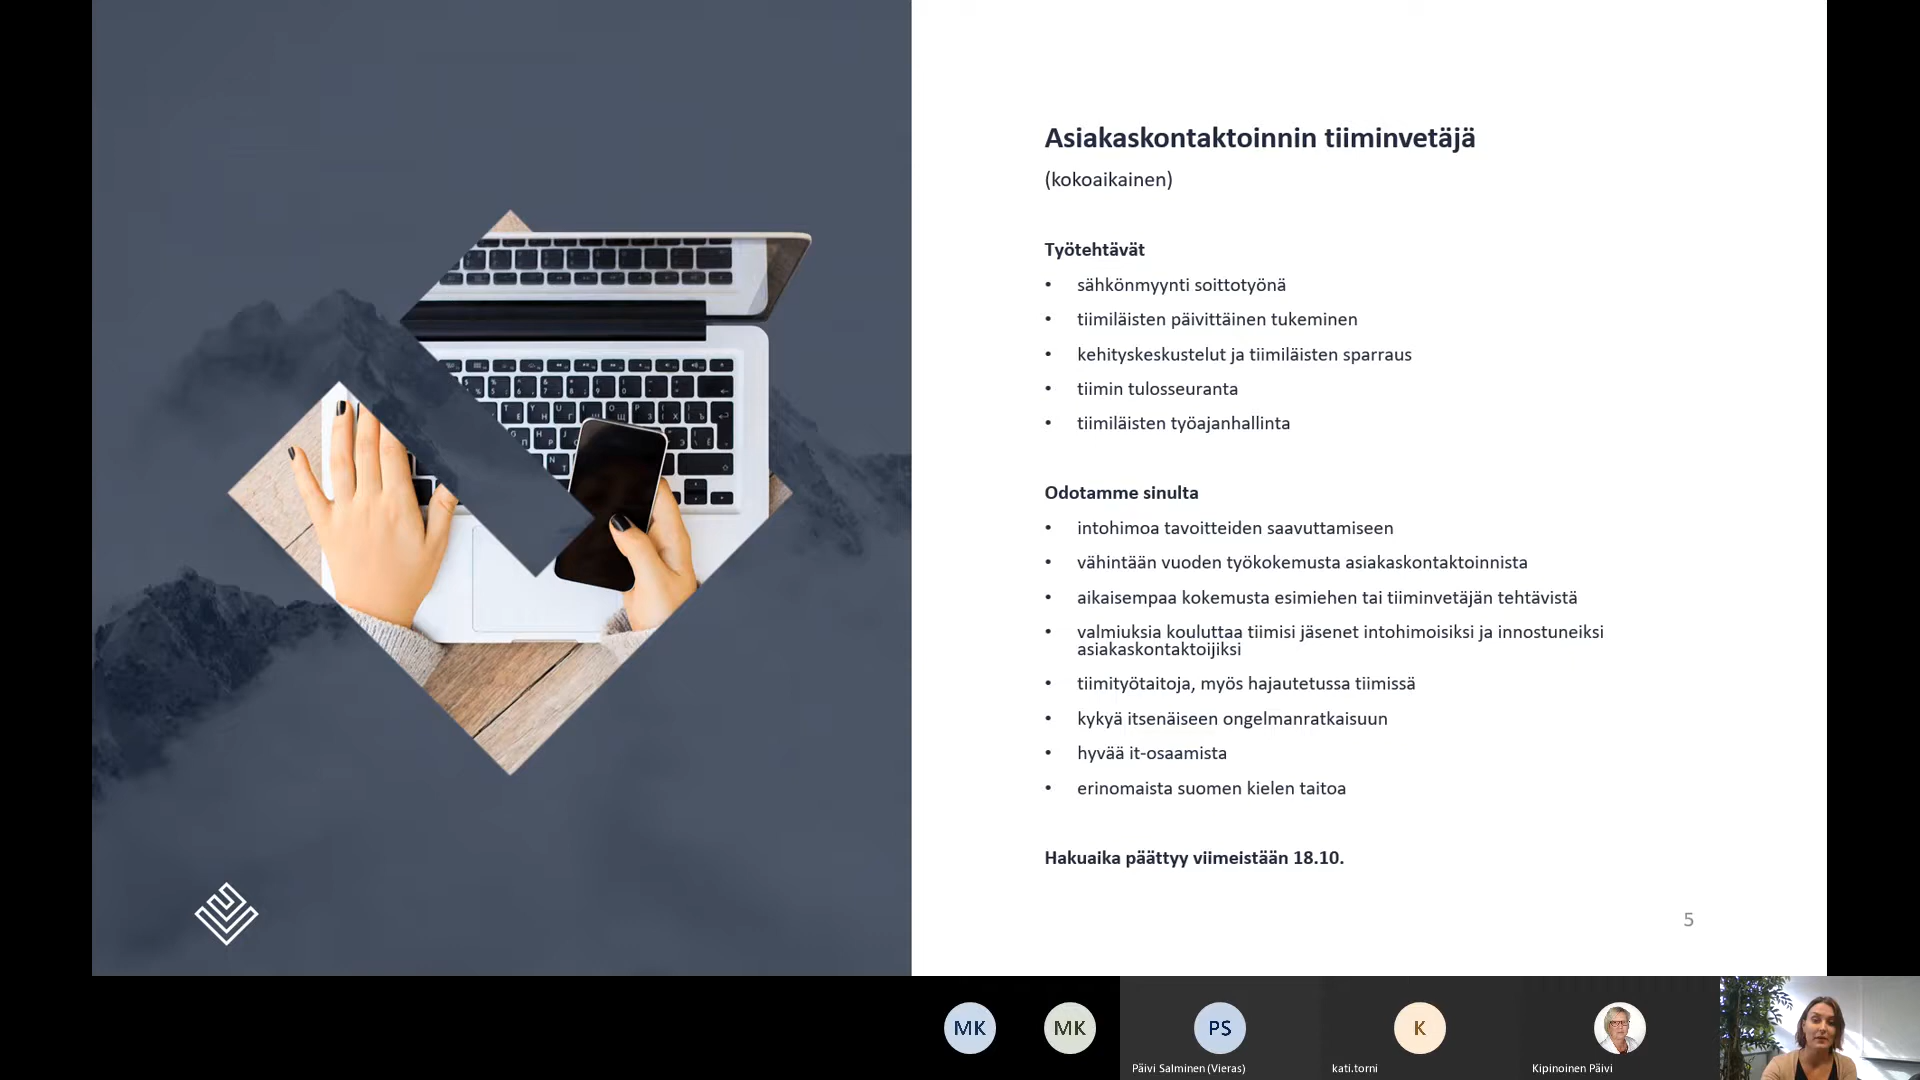 Asiakaskontaktoinnin tiiminvetäjä
(kokoaikainen)
Työtehtävät
• sähkönmyynti soittotyönä
• tiimiläisten päivittäinen tukeminen
• kehityskeskustelut ja tiimiläisten sparraus
• tiimin tulosseuranta
• tiimiläisten työajanhallinta
Odotamme sinulta
• intohimoa tavoitteiden saavuttamiseen
• vähintään vuoden työkokemusta asiakaskontaktoinnista
• aikaisempaa kokemusta esimiehen tai tiiminvetäjän tehtävistä
• valmiuksia kouluttaa tiimisi jäsenet intohimoisiksi ja innostuneiksi
asiakaskontaktoijiksi
• tiimityötaitoja, myös hajautetussa tiimissä
• kykyä itsenäiseen ongelmanratkaisuun
• hyvää it-osaamista
• erinomaista suomen kielen taitoa
Hakuaika päättyy viimeistään 18.10.
5
MK
MK
PS
K
Päivi Salminen (Vieras)
kati.torni
Kipinoinen Päivi